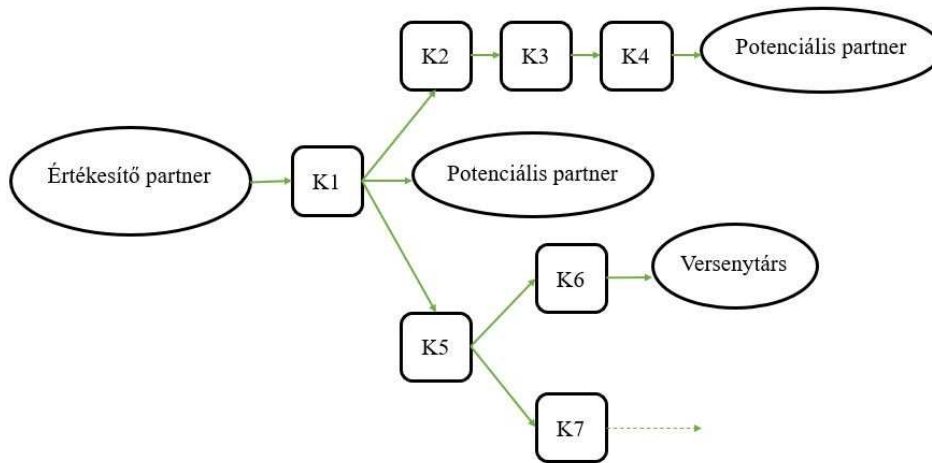 K2
K3
K4
Potenciális partner
Értékesítő partner
K1
Potenciális partner
K6
Versenytárs
K5
K7